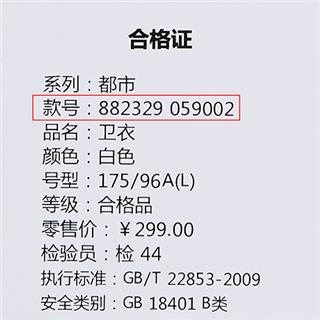 合格证
系列：都市
款号：882329 059002
品名：卫衣
颜色：白色
号型：175/96A(L)
等级：合格品
零售价：￥299.00
检验员：检 44
执行标准：GB/T 22853-2009
安全类别：GB 18401 B类